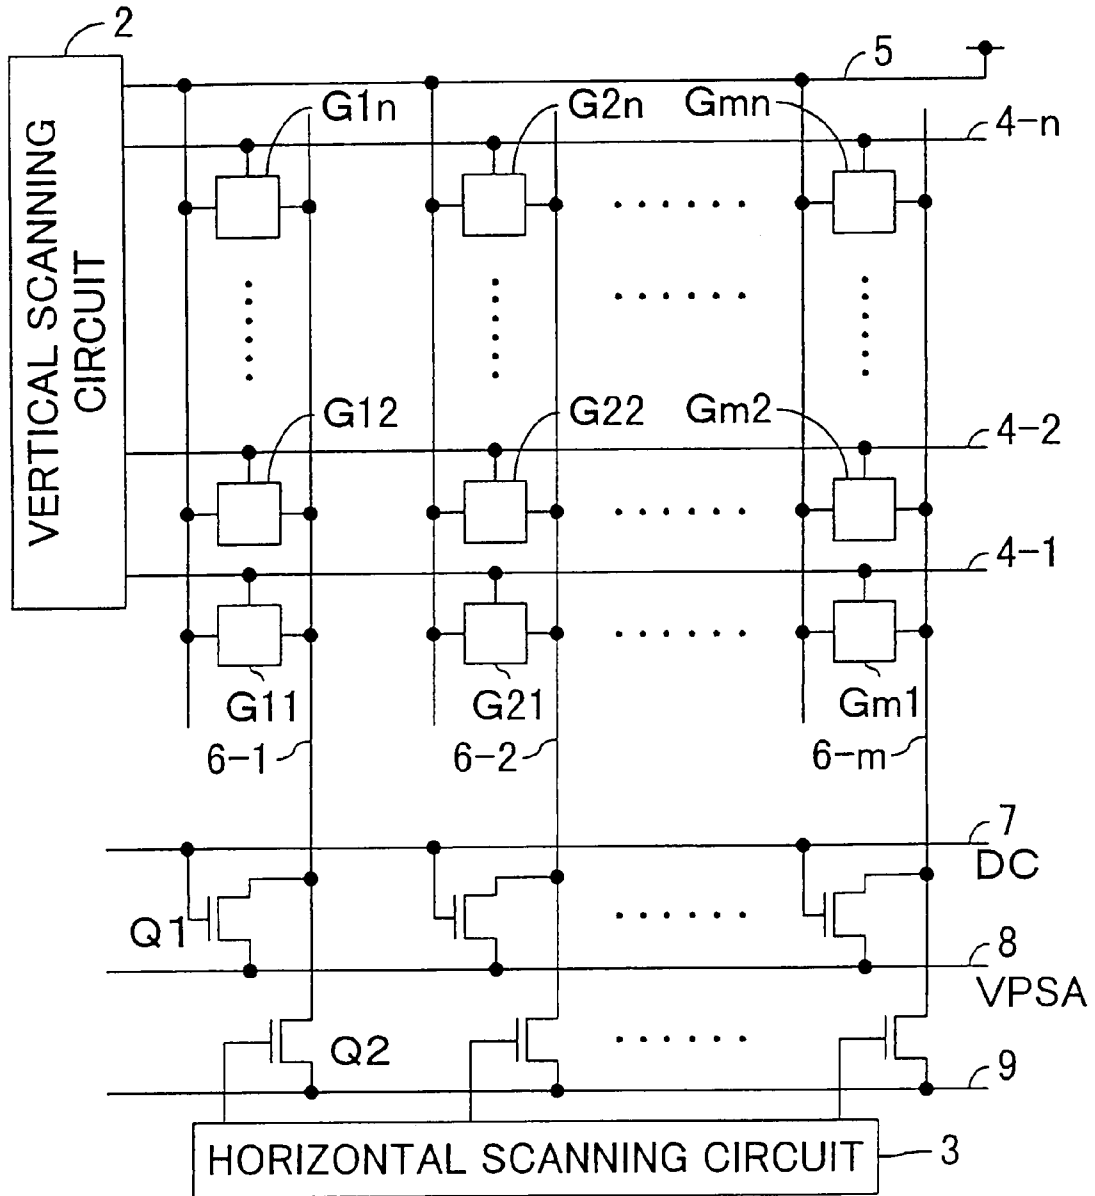 2
5
G1n
G2n
Gmn
4-n
VERTICAL SCANNING
CIRCUIT
G12
G22
Gm2
4-2
4-1
G11
G21
Gm1
6-1
6-2
6-m
7
DC
Q1
8
VPSA
Q2
9
HORIZONTAL SCANNING CIRCUIT
3